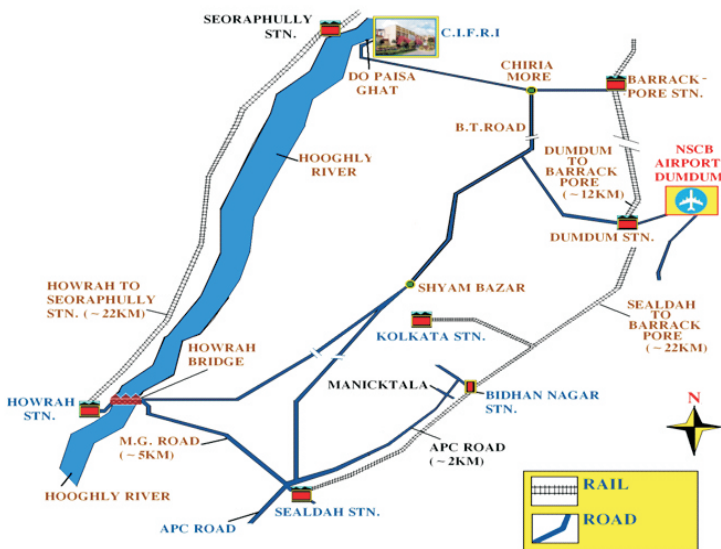 SEORAPHULLY
STN.
C.I.F.R.I
DO PAISA
GHAT
CHIRIA
MORE
BARRACK-
PORE STN.
B.T.ROAD
HOOGHLY
RIVER
DUMDUM
TO
BARRACK
PORE
(~12KM)
NSCB
AIRPORT
DUMDUM
DUMDUM STN.
HOWRAH TO
SEORAPHULLY
STN. (~22KM)
SHYAM BAZAR
SEALDAH
TO
BARRACK
PORE
(~22KM)
KOLKATA STN.
HOWRAH
BRIDGE
MANICKTALA
BIDHAN NAGAR
STN.
HOWRAH
STN.
M.G. ROAD
(~5KM)
APC ROAD
(~2KM)
N
HOOGHLY RIVER
APC ROAD
SEALDAH STN.
RAIL
ROAD